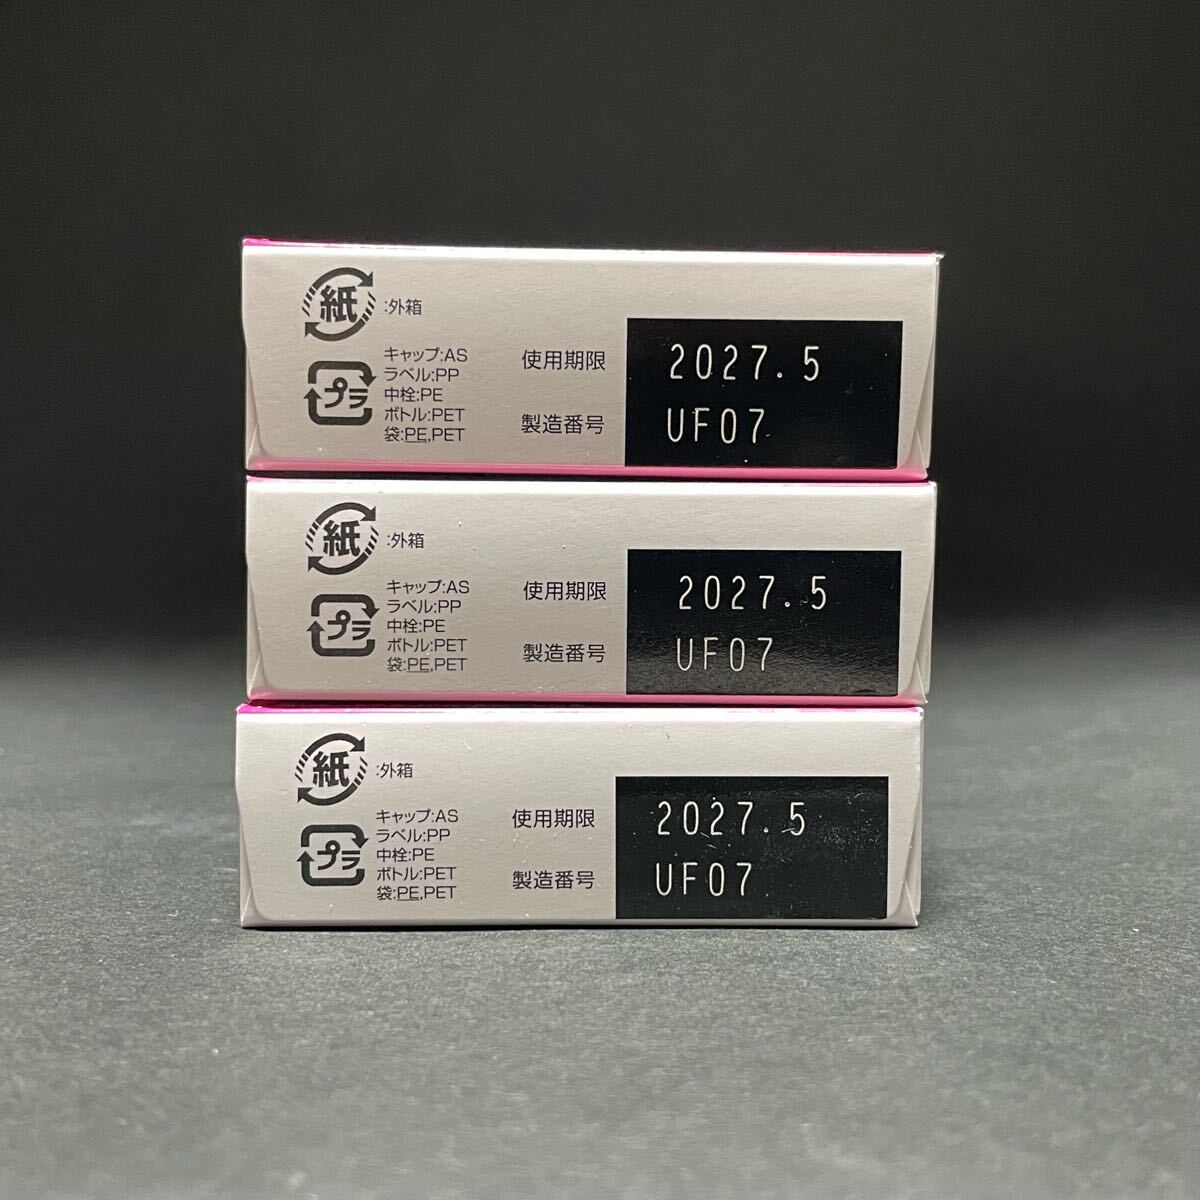 紙 :外箱
プラ
キャップ:AS
ラベル:PP
中栓:PE
ボトル:PET
袋:PE,PET
使用期限 2027.5
製造番号 UF07
紙 :外箱
プラ
キャップ:AS
ラベル:PP
中栓:PE
ボトル:PET
袋:PE,PET
使用期限 2027.5
製造番号 UF07
紙 :外箱
プラ
キャップ:AS
ラベル:PP
中栓:PE
ボトル:PET
袋:PE,PET
使用期限 2027.5
製造番号 UF07